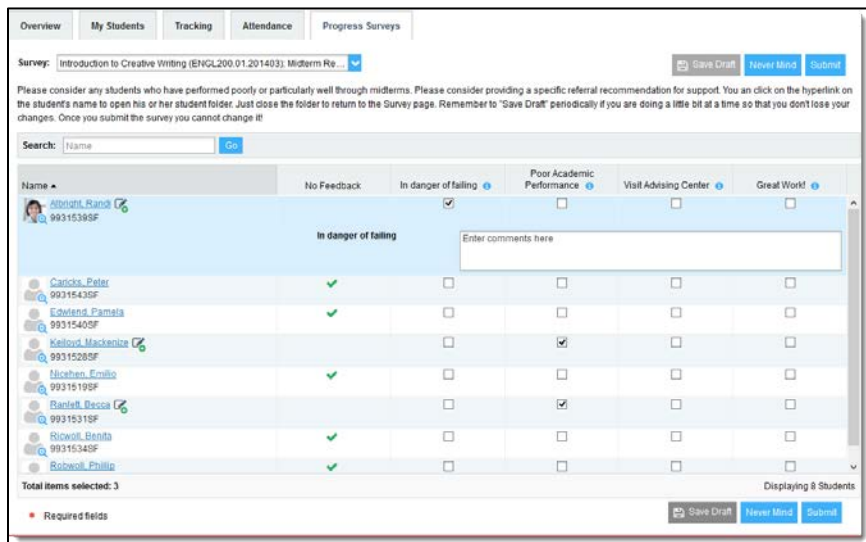 Overview My Students Tracking Attendance Progress Surveys
Survey: Introduction to Creative Writing (ENGL200.01.201403): Midterm Re... Save Draft Never Mind Submit
Please consider any students who have performed poorly or particularly well through midterms. Please consider providing a specific referral recommendation for support. You an click on the hyperlink on
the student's name to open his or her student folder. Just close the folder to return to the Survey page. Remember to "Save Draft" periodically if you are doing a little bit at a time so that you don't lose your
changes. Once you submit the survey you cannot change it!
Search: Name Go
Name No Feedback In danger of failing Poor Academic Performance Visit Advising Center Great Work!
Albright, Randi
9931539SF
In danger of failing Enter comments here
Caricks, Peter
9931543SF
Edwlend, Pamela
9931540SF
Kelloyd, Mackenize
9931528SF
Nicehen, Emilio
9931519SF
Ranlett, Becca
9931531SF
Ricwoll, Benita
9931534SF
Robwoll, Phillip
Total items selected: 3 Displaying 8 Students
* Required fields Save Draft Never Mind Submit